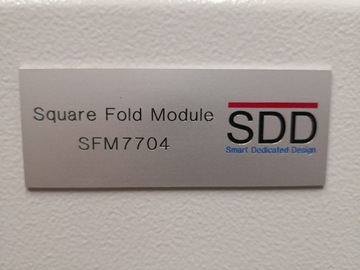 Square Fold Module
SFM7704
SDD
Smart Dedicated Design